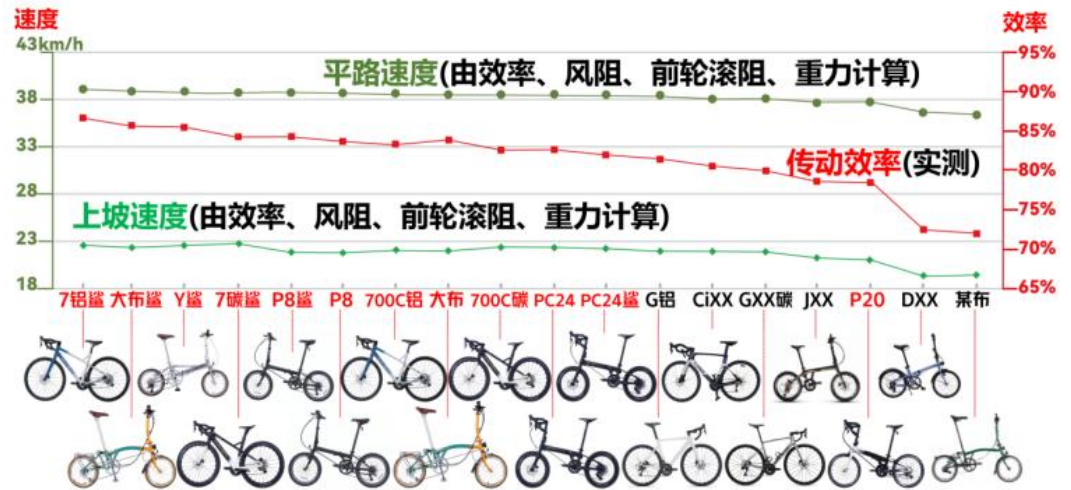 速度
效率
43km/h
95%
平路速度(由效率、风阻、前轮滚阻、重力计算)
38
90%
85%
33
传动效率(实测)
80%
28
75%
上坡速度(由效率、风阻、前轮滚阻、重力计算)
23
70%
18
65%
7铝鲨 大布鲨 Y鲨 7碳鲨 P8鲨 P8 700C铝 大布 700C碳 PC24 PC24鲨 G铝 CiXX GXX碳 JXX P20 DXX 某布